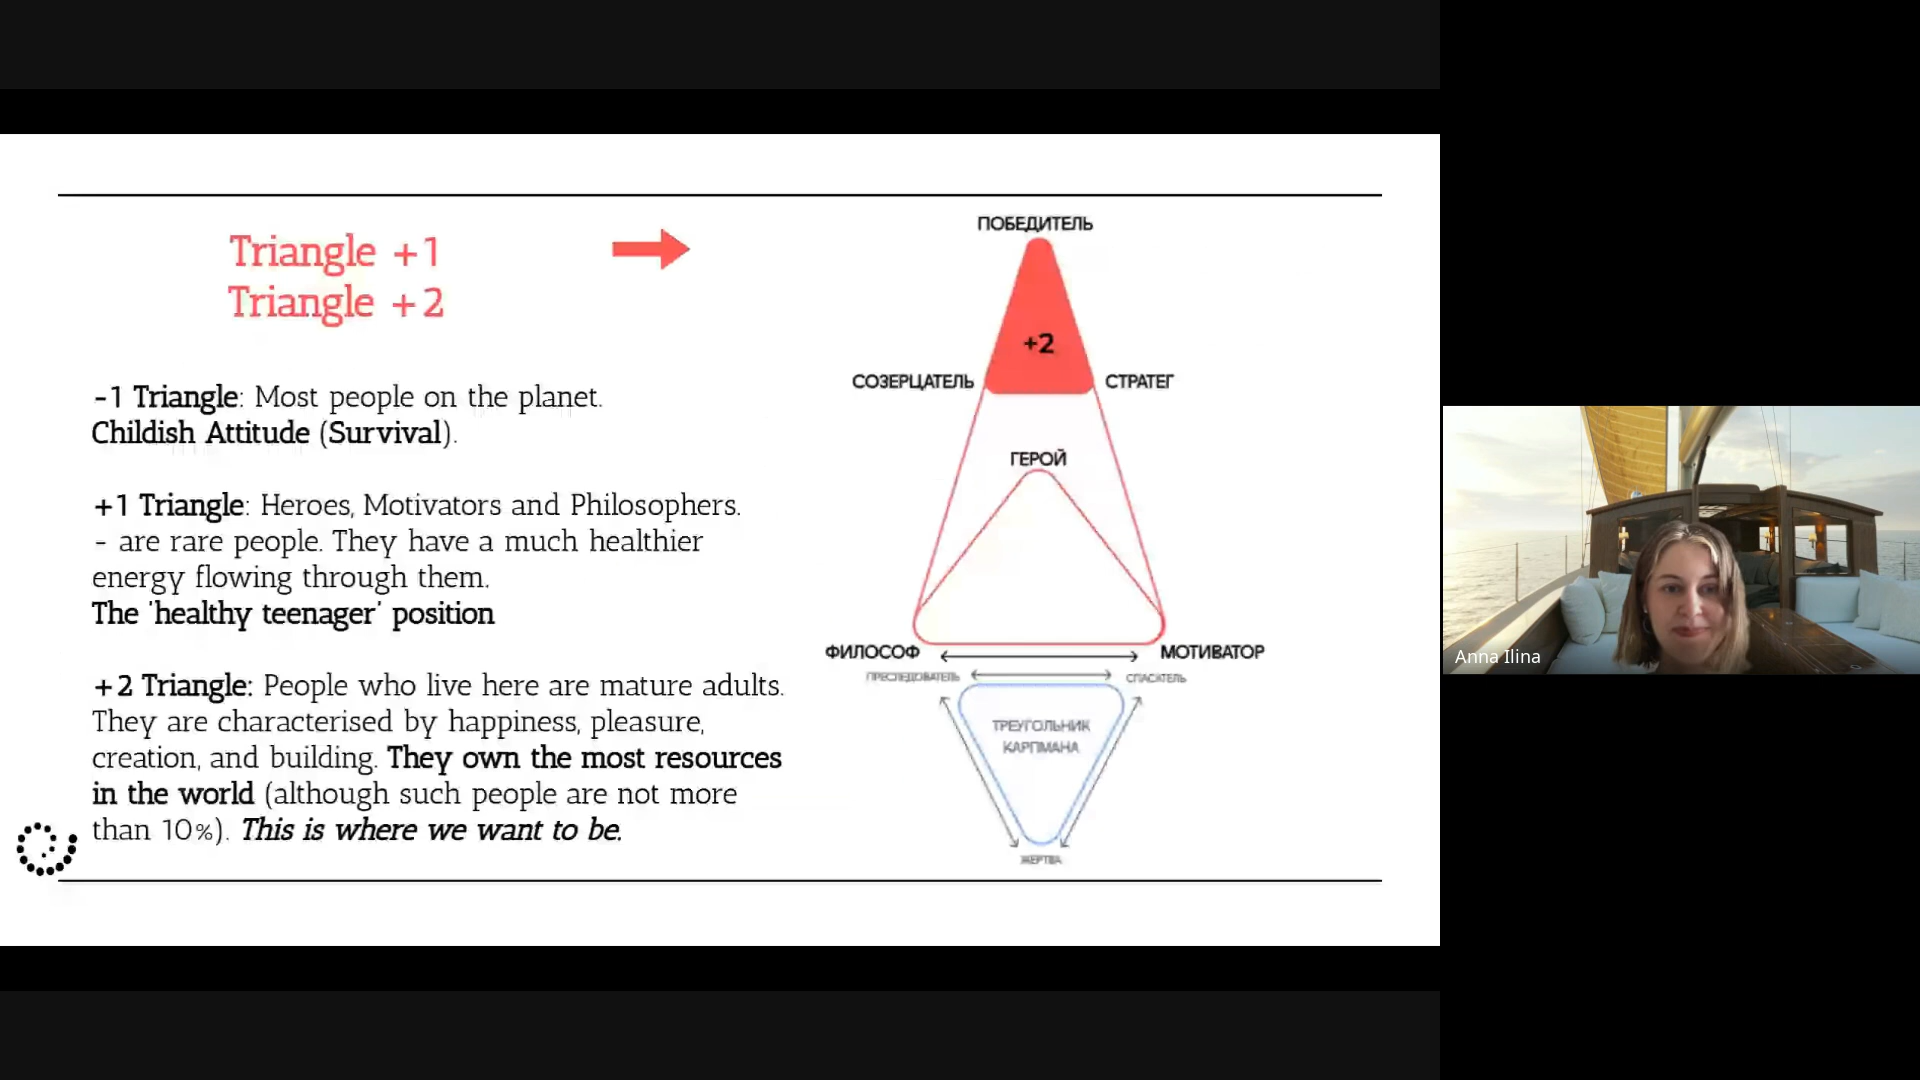 Triangle +1
Triangle +2
-1 Triangle: Most people on the planet.
Childish Attitude (Survival).
+1 Triangle: Heroes, Motivators and Philosophers.
- are rare people. They have a much healthier
energy flowing through them.
The 'healthy teenager' position
+2 Triangle: People who live here are mature adults.
They are characterised by happiness, pleasure,
creation, and building. They own the most resources
in the world (although such people are not more
than 10%). This is where we want to be.
ПОБЕДИТЕЛЬ
+2
СОЗЕРЦАТЕЛЬ
СТРАТЕГ
ГЕРОЙ
ФИЛОСОФ
МОТИВАТОР
ПРЕСЛЕДОВАТЕЛЬ
СПАСАТЕЛЬ
ТРЕУГОЛЬНИК
КАРПМАНА
ЖЕРТВА
Anna Ilina